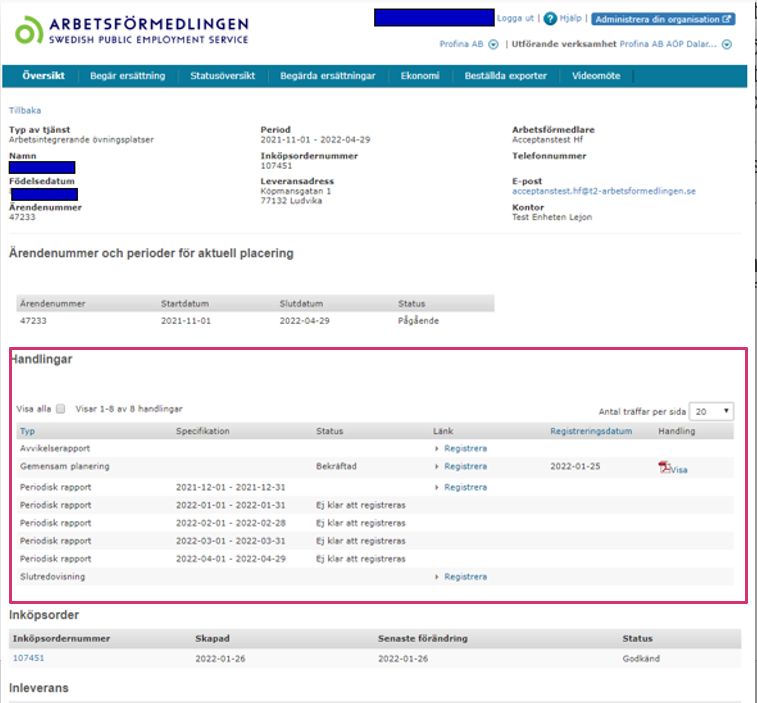 ARBETSFÖRMEDLINGEN
SWEDISH PUBLIC EMPLOYMENT SERVICE
Logga ut | ? Hjälp | Administrera din organisation
Profina AB | Utförande verksamhet Profina AB AÖP Dalar...
Översikt Begär ersättning Statusöversikt Begärda ersättningar Ekonomi Beställda exporter Videomöte
Tillbaka
Typ av tjänst Period Arbetsförmedlare
Arbetsintegrerande övningsplatser 2021-11-01 - 2022-04-29 Acceptanstest Hf
Namn Inköpsordernummer Telefonnummer
107451
Födelsedatum Leveransadress E-post
Köpmansgatan 1 acceptanstest.hf@t2-arbetsformedlingen.se
77132 Ludvika
Ärendenummer Kontor
47233 Test Enheten Lejon
Ärendenummer och perioder för aktuell placering
Ärendenummer Startdatum Slutdatum Status
47233 2021-11-01 2022-04-29 Pågående
Handlingar
Visa alla Visar 1-8 av 8 handlingar Antal träffar per sida 20
Typ Specifikation Status Länk Registreringsdatum Handling
Avvikelserapport Registrera
Gemensam planering Bekräftad Registrera 2022-01-25 Visa
Periodisk rapport 2021-12-01 - 2021-12-31 Registrera
Periodisk rapport 2022-01-01 - 2022-01-31 Ej klar att registreras
Periodisk rapport 2022-02-01 - 2022-02-28 Ej klar att registreras
Periodisk rapport 2022-03-01 - 2022-03-31 Ej klar att registreras
Periodisk rapport 2022-04-01 - 2022-04-29 Ej klar att registreras
Slutredovisning Registrera
Inköpsorder
Inköpsordernummer Skapad Senaste förändring Status
107451 2022-01-26 2022-01-26 Godkänd
Inleverans